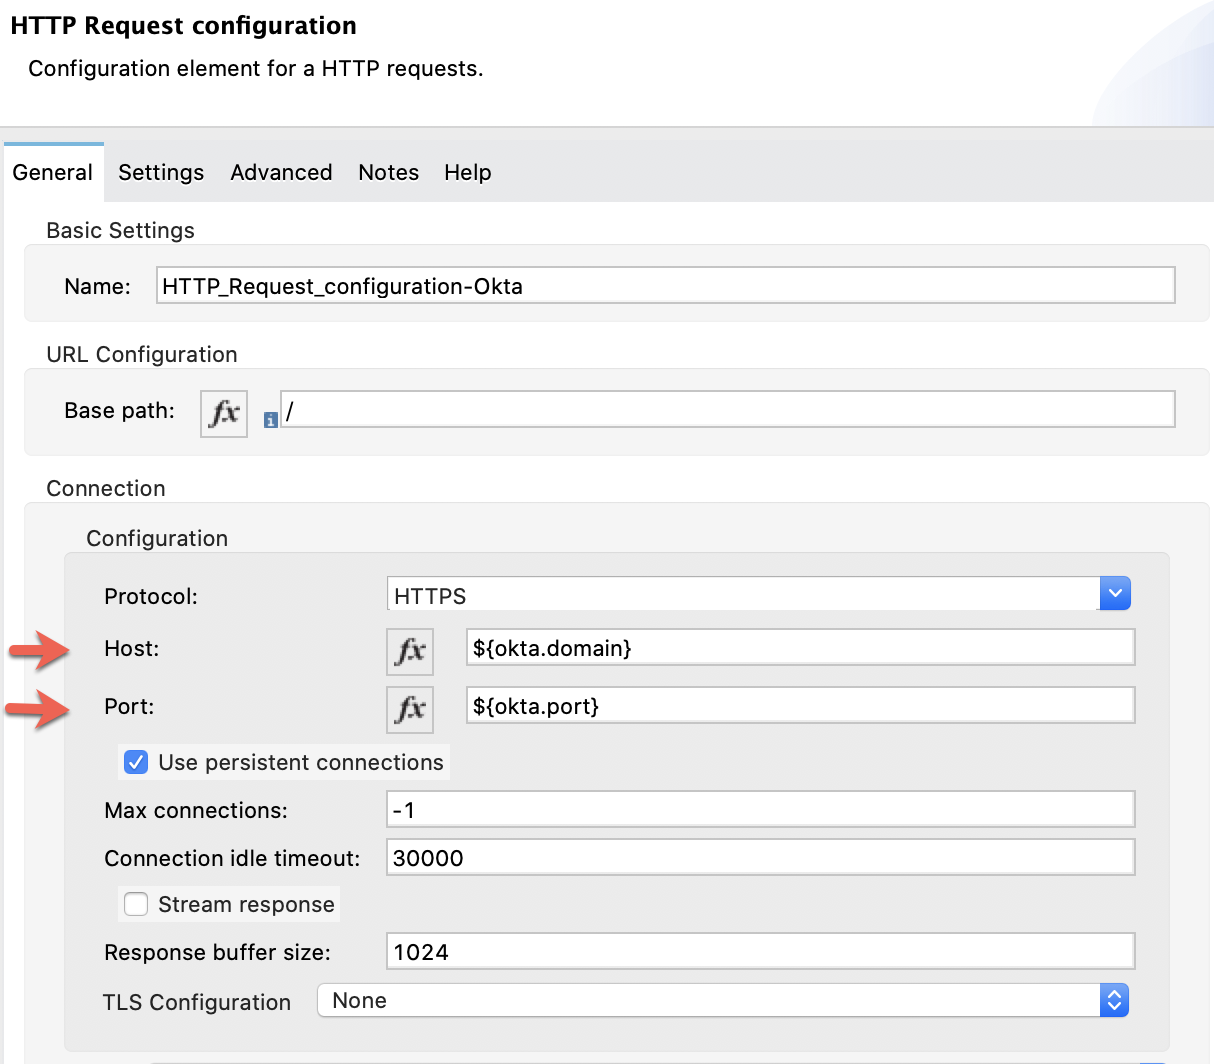 HTTP Request configuration
Configuration element for a HTTP requests.
General Settings Advanced Notes Help
Basic Settings
Name: HTTP_Request_configuration-Okta
URL Configuration
Base path: fx i /
Connection
Configuration
Protocol: HTTPS
Host: fx ${okta.domain}
Port: fx ${okta.port}
Use persistent connections
Max connections: -1
Connection idle timeout: 30000
Stream response
Response buffer size: 1024
TLS Configuration None